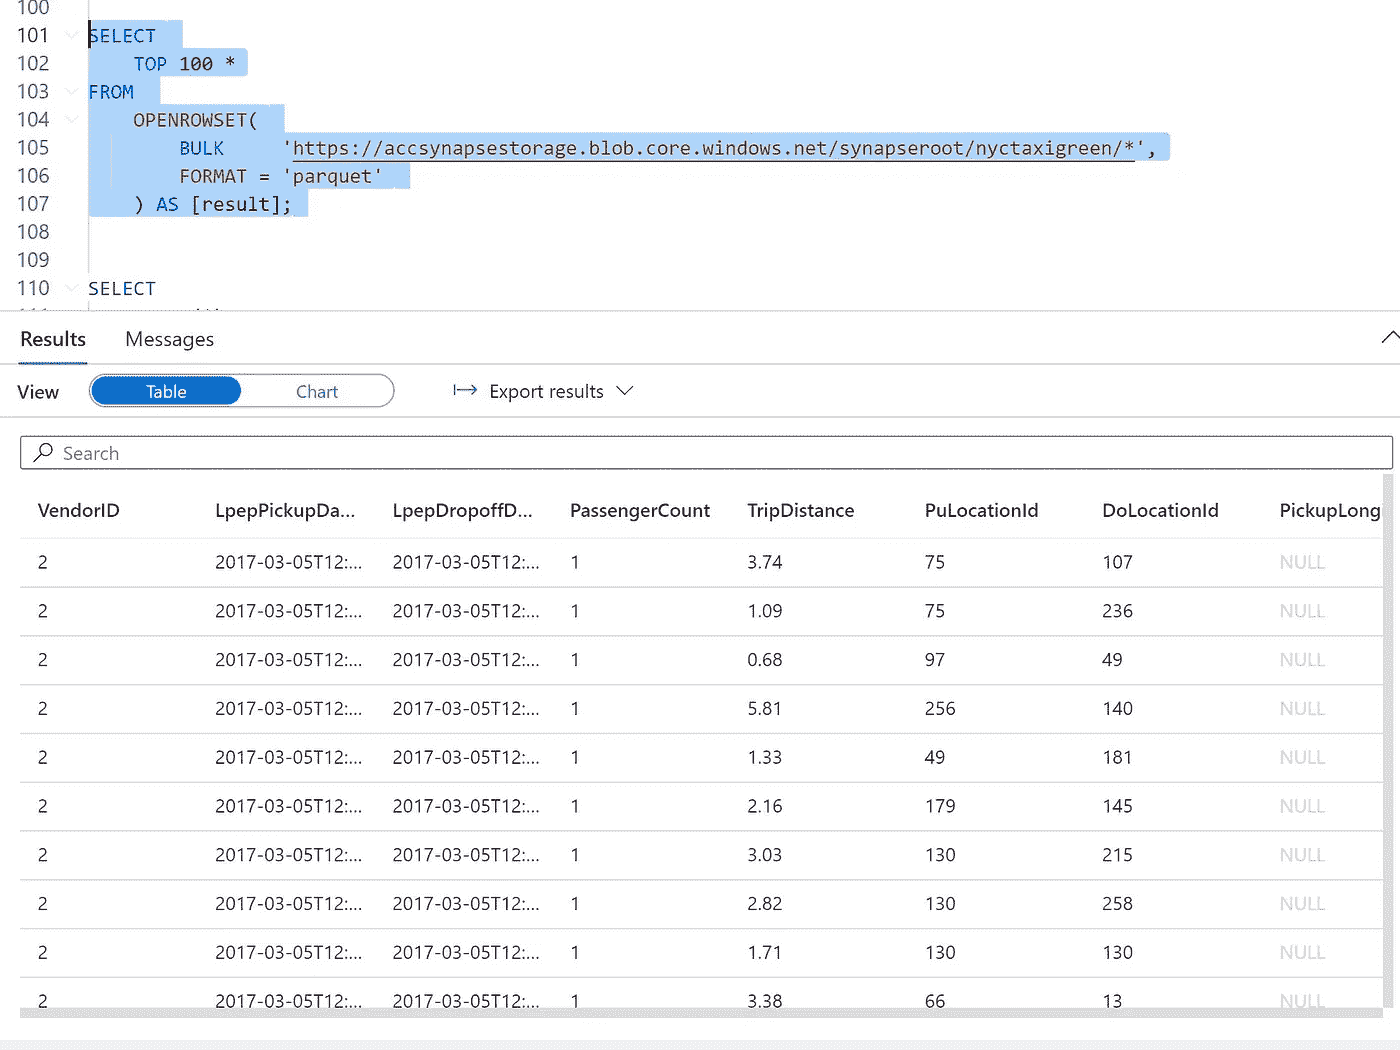 100
101 SELECT
102 TOP 100 *
103 FROM
104 OPENROWSET(
105 BULK 'https://accsynapsestorage.blob.core.windows.net/synapseroot/nyctaxigreen/*',
106 FORMAT = 'parquet'
107 ) AS [result];
108
109
110 SELECT
Results Messages
View Table Chart Export results
Search
VendorID LpepPickupDa... LpepDropoffD... PassengerCount TripDistance PuLocationId DoLocationId PickupLong
2 2017-03-05T12:... 2017-03-05T12:... 1 3.74 75 107 NULL
2 2017-03-05T12:... 2017-03-05T12:... 1 1.09 75 236 NULL
2 2017-03-05T12:... 2017-03-05T12:... 1 0.68 97 49 NULL
2 2017-03-05T12:... 2017-03-05T12:... 1 5.81 256 140 NULL
2 2017-03-05T12:... 2017-03-05T12:... 1 1.33 49 181 NULL
2 2017-03-05T12:... 2017-03-05T12:... 1 2.16 179 145 NULL
2 2017-03-05T12:... 2017-03-05T12:... 1 3.03 130 215 NULL
2 2017-03-05T12:... 2017-03-05T12:... 1 2.82 130 258 NULL
2 2017-03-05T12:... 2017-03-05T12:... 1 1.71 130 130 NULL
2 2017-03-05T12:... 2017-03-05T12:... 1 3.38 66 13 NULL